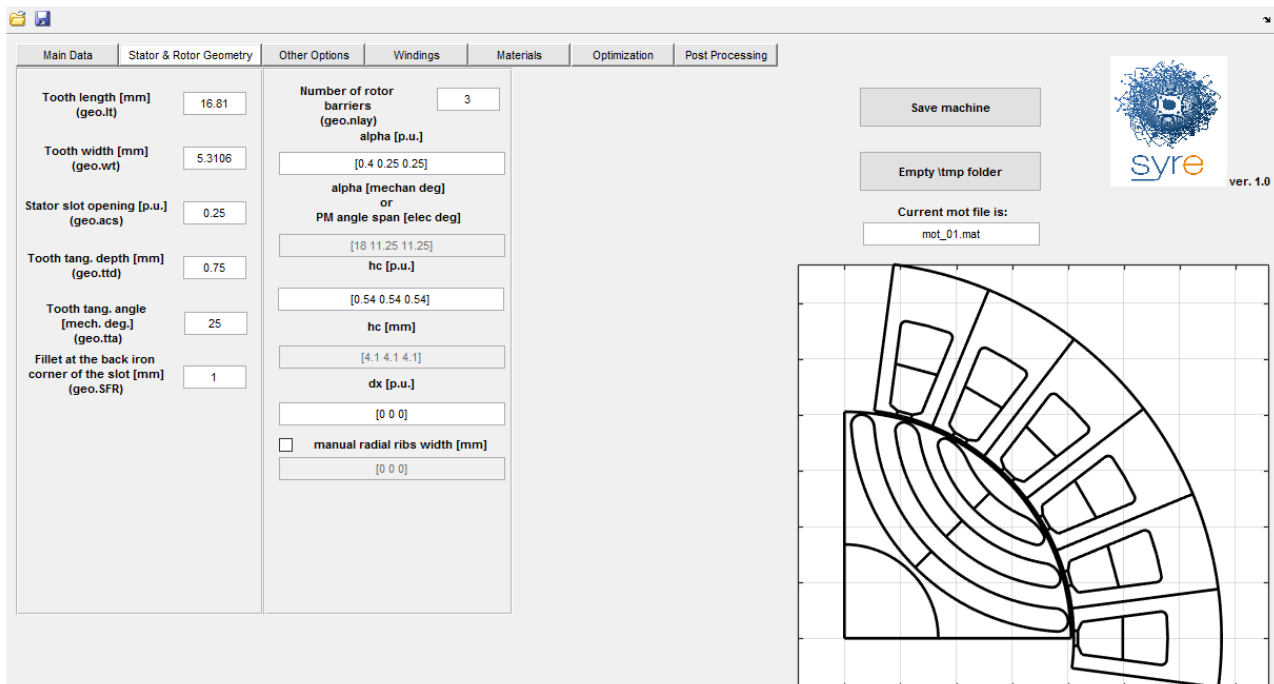 Main Data
Stator & Rotor Geometry
Other Options
Windings
Materials
Optimization
Post Processing
Tooth length [mm]
(geo.lt)
16.81
Tooth width [mm]
(geo.wt)
5.3106
Stator slot opening [p.u.]
(geo.acs)
0.25
Tooth tang. depth [mm]
(geo.ttd)
0.75
Tooth tang. angle
[mech. deg.]
(geo.tta)
25
Fillet at the back iron
corner of the slot [mm]
(geo.SFR)
1
Number of rotor
barriers
(geo.nlay)
3
alpha [p.u.]
[0.4 0.25 0.25]
alpha [mechan deg]
or
PM angle span [elec deg]
[18 11.25 11.25]
hc [p.u.]
[0.54 0.54 0.54]
hc [mm]
[4.1 4.1 4.1]
dx [p.u.]
[0 0 0]
manual radial ribs width [mm]
[0 0 0]
Save machine
Empty \tmp folder
Current mot file is:
mot_01.mat
syre
ver. 1.0